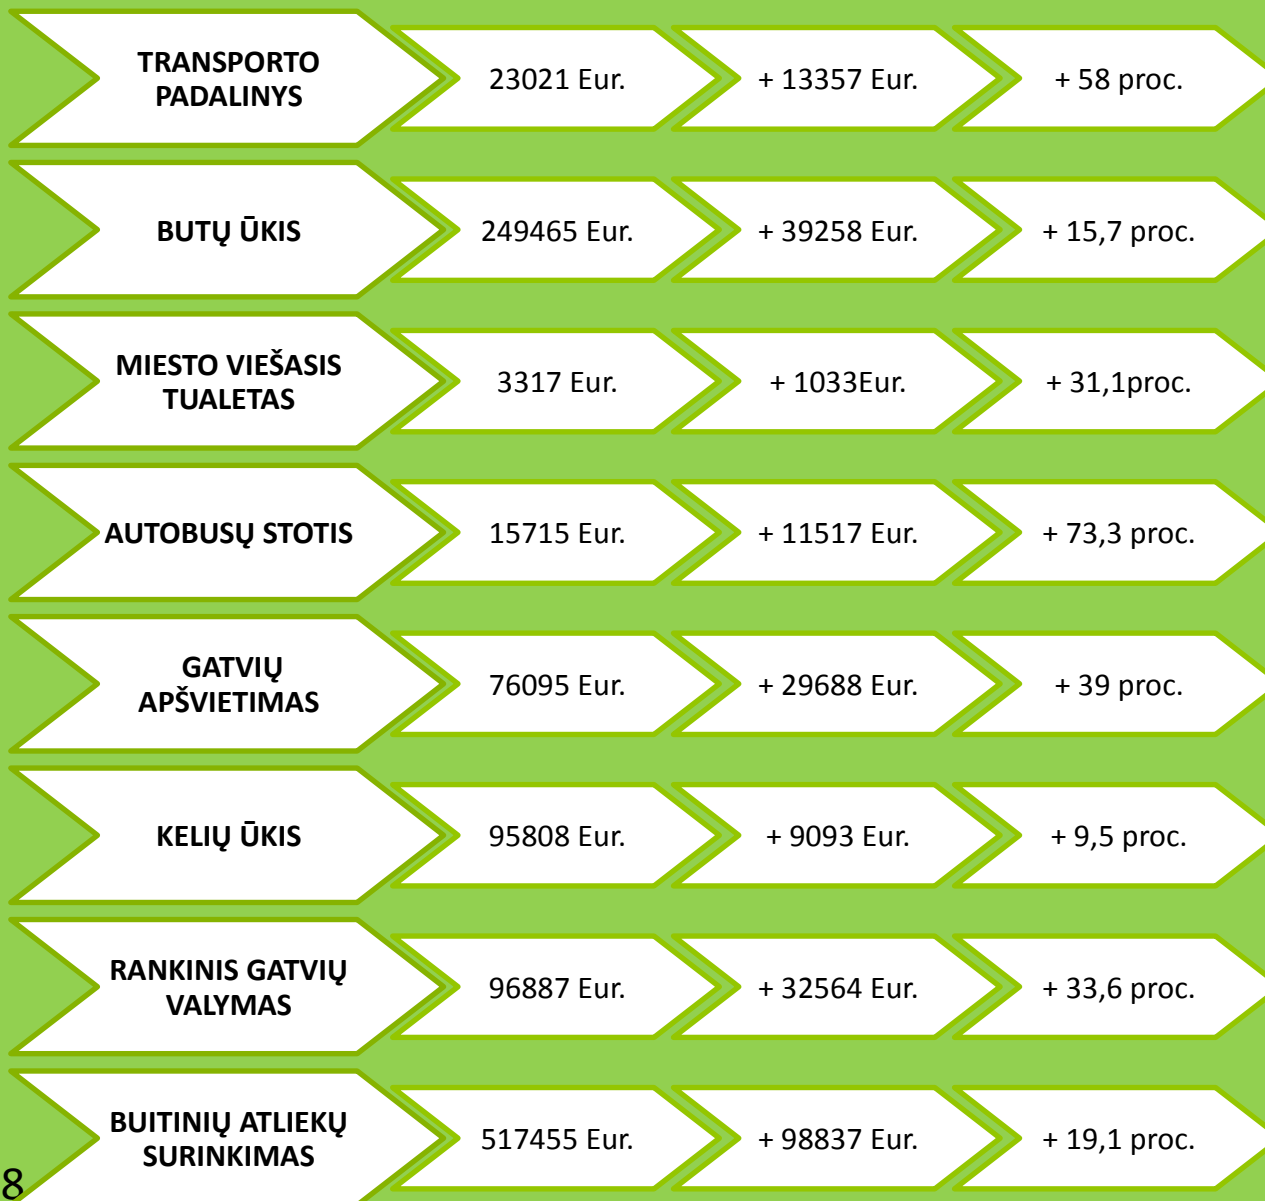 TRANSPORTO
PADALINYS
23021 Eur.
+ 13357 Eur.
+ 58 proc.
BUTŲ ŪKIS
249465 Eur.
+ 39258 Eur.
+ 15,7 proc.
MIESTO VIEŠASIS
TUALETAS
3317 Eur.
+ 1033Eur.
+ 31,1proc.
AUTOBUSŲ STOTIS
15715 Eur.
+ 11517 Eur.
+ 73,3 proc.
GATVIŲ
APŠVIETIMAS
76095 Eur.
+ 29688 Eur.
+ 39 proc.
KELIŲ ŪKIS
95808 Eur.
+ 9093 Eur.
+ 9,5 proc.
RANKINIS GATVIŲ
VALYMAS
96887 Eur.
+ 32564 Eur.
+ 33,6 proc.
BUITINIŲ ATLIEKŲ
SURINKIMAS
517455 Eur.
+ 98837 Eur.
+ 19,1 proc.
8